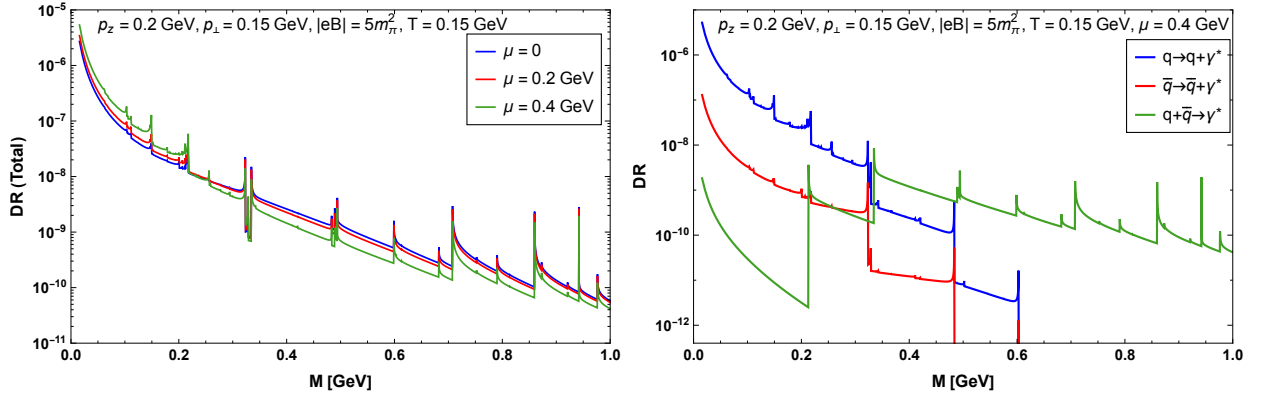 p_z = 0.2 GeV, p_⊥ = 0.15 GeV, |eB| = 5m_π^2, T = 0.15 GeV
μ = 0
μ = 0.2 GeV
μ = 0.4 GeV
DR (Total)
10^-5
10^-6
10^-7
10^-8
10^-9
10^-10
10^-11
0.0 0.2 0.4 0.6 0.8 1.0
M [GeV]
p_z = 0.2 GeV, p_⊥ = 0.15 GeV, |eB| = 5m_π^2, T = 0.15 GeV, μ = 0.4 GeV
q→q+γ*
q̅→q̅+γ*
q+q̅→γ*
DR
10^-6
10^-8
10^-10
10^-12
0.0 0.2 0.4 0.6 0.8 1.0
M [GeV]